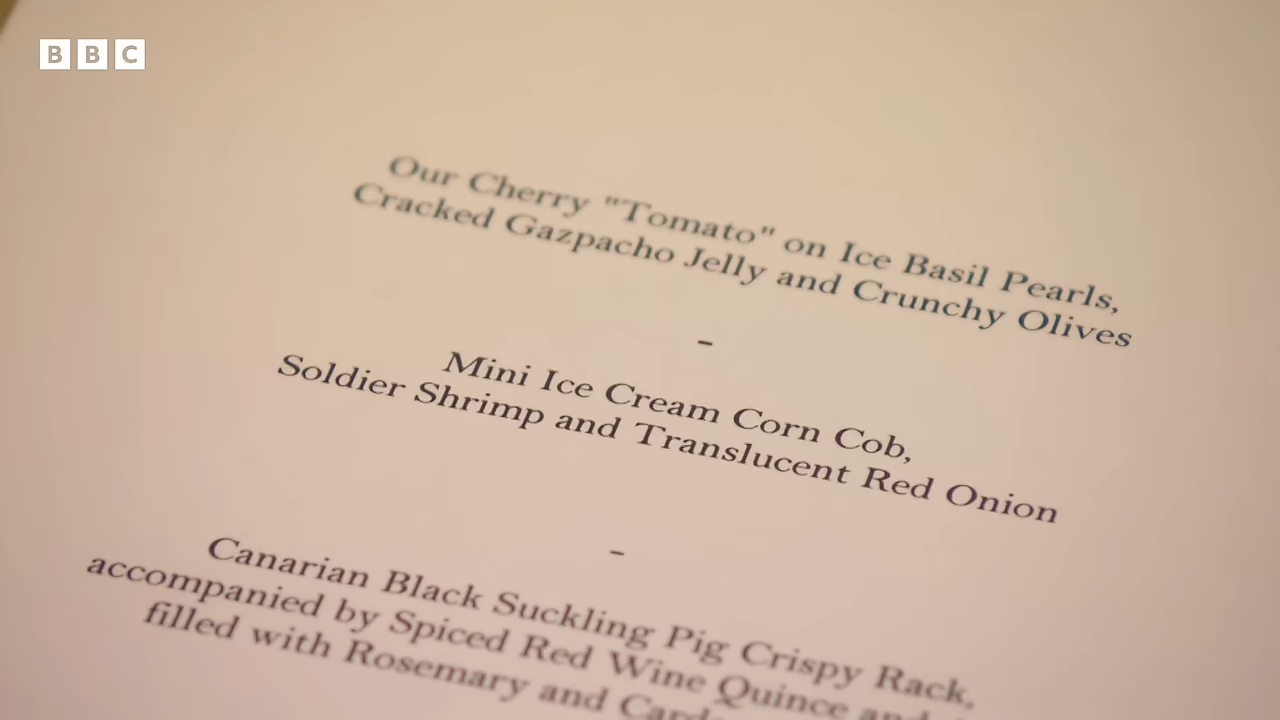 BBC
Our Cherry "Tomato" on Ice Basil Pearls,
Cracked Gazpacho Jelly and Crunchy Olives
-
Mini Ice Cream Corn Cob,
Soldier Shrimp and Translucent Red Onion
-
Canarian Black Suckling Pig Crispy Rack,
accompanied by Spiced Red Wine Quince and
filled with Rosemary and